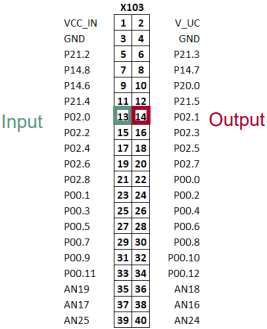 X103
VCC_IN 1 2 V_UC
GND 3 4 GND
P21.2 5 6 P21.3
P14.8 7 8 P14.7
P14.6 9 10 P20.0
P21.4 11 12 P21.5
Input P02.0 13 14 P02.1 Output
P02.2 15 16 P02.3
P02.4 17 18 P02.5
P02.6 19 20 P02.7
P02.8 21 22 P00.0
P00.1 23 24 P00.2
P00.3 25 26 P00.4
P00.5 27 28 P00.6
P00.7 29 30 P00.8
P00.9 31 32 P00.10
P00.11 33 34 P00.12
AN19 35 36 AN18
AN17 37 38 AN16
AN25 39 40 AN24